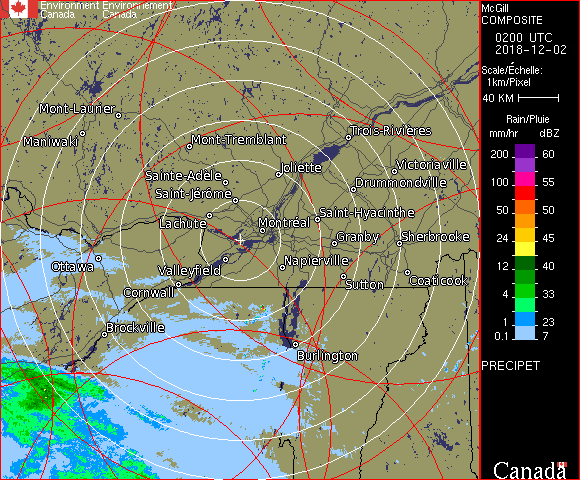 Environment Environnement
Canada Canada
McGill
COMPOSITE
0200 UTC
2018-12-02
Scale/Échelle:
1km/Pixel
40 KM
Rain/Pluie
mm/hr dBZ
200 60
150 57
100 55
50 50
24 45
12 40
4 33
1 23
0.1 7
PRECIPET
Canada
Mont-Laurier
Maniwaki
Mont-Tremblant
Trois-Rivières
Joliette
Victoriaville
Sainte-Adèle
Drummondville
Saint-Jérôme
Saint-Hyacinthe
Lachute
Montréal
Granby
Sherbrooke
Ottawa
Valleyfield
Napierville
Cornwall
Sutton
Coaticook
Brockville
Burlington